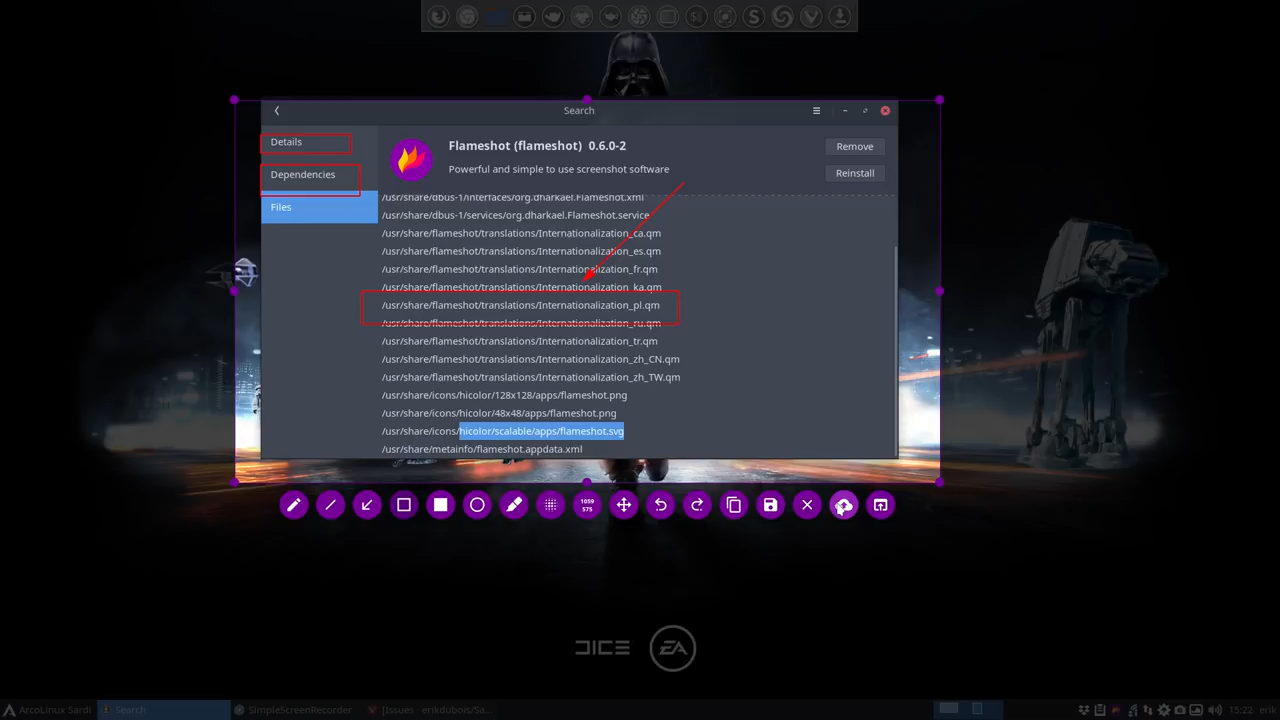 Search
Details
Dependencies
Files
Flameshot (flameshot) 0.6.0-2
Powerful and simple to use screenshot software
Remove
Reinstall
/usr/share/dbus-1/interfaces/org.dharkael.Flameshot.xml
/usr/share/dbus-1/services/org.dharkael.Flameshot.service
/usr/share/flameshot/translations/Internationalization_ca.qm
/usr/share/flameshot/translations/Internationalization_es.qm
/usr/share/flameshot/translations/Internationalization_fr.qm
/usr/share/flameshot/translations/Internationalization_ka.qm
/usr/share/flameshot/translations/Internationalization_pl.qm
/usr/share/flameshot/translations/Internationalization_ru.qm
/usr/share/flameshot/translations/Internationalization_tr.qm
/usr/share/flameshot/translations/Internationalization_zh_CN.qm
/usr/share/flameshot/translations/Internationalization_zh_TW.qm
/usr/share/icons/hicolor/128x128/apps/flameshot.png
/usr/share/icons/hicolor/48x48/apps/flameshot.png
/usr/share/icons/hicolor/scalable/apps/flameshot.svg
/usr/share/metainfo/flameshot.appdata.xml
1059
575
DICE EA
ArcoLinux Sardi
Search
SimpleScreenRecorder
[]issues - erikdubois/Sa...
15:22
erik